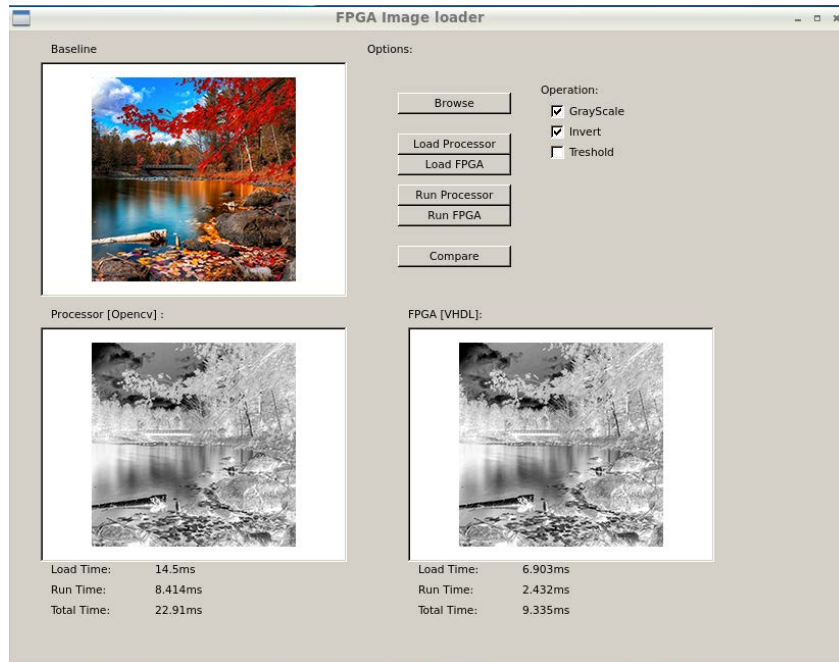 FPGA Image loader
Baseline
Options:
Browse
Load Processor
Load FPGA
Run Processor
Run FPGA
Compare
Operation:
GrayScale
Invert
Treshold
Processor [Opencv] :
Load Time: 14.5ms
Run Time: 8.414ms
Total Time: 22.91ms
FPGA [VHDL]:
Load Time: 6.903ms
Run Time: 2.432ms
Total Time: 9.335ms